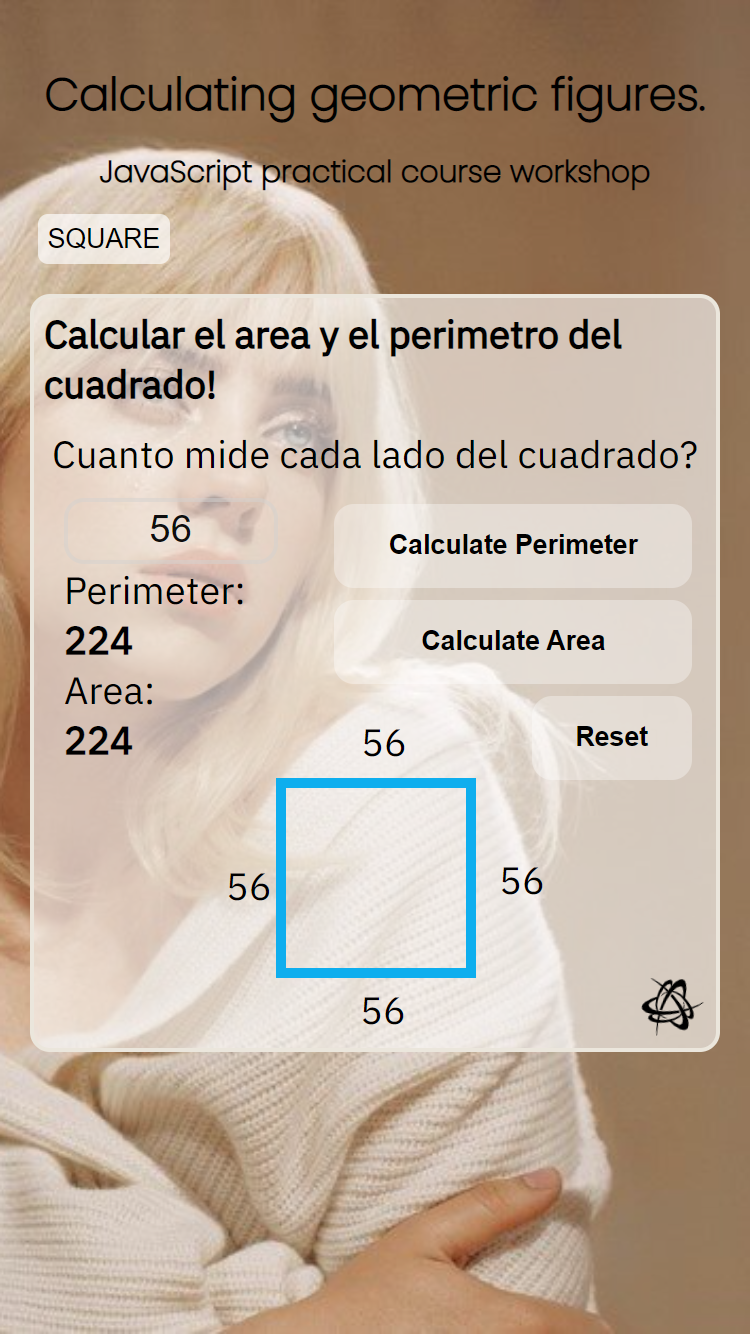 Calculating geometric figures.
JavaScript practical course workshop
SQUARE
Calcular el area y el perimetro del
cuadrado!
Cuanto mide cada lado del cuadrado?
56
Calculate Perimeter
Perimeter:
224
Calculate Area
Area:
224
Reset
56
56
56
56